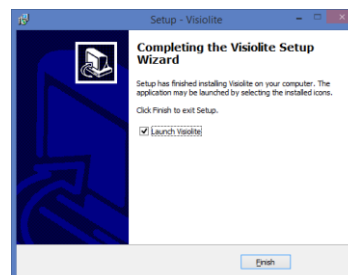 Setup - Visiolite
Completing the Visiolite Setup
Wizard
Setup has finished installing Visiolite on your computer. The
application may be launched by selecting the installed icons.
Click Finish to exit Setup.
Launch Visiolite
Finish